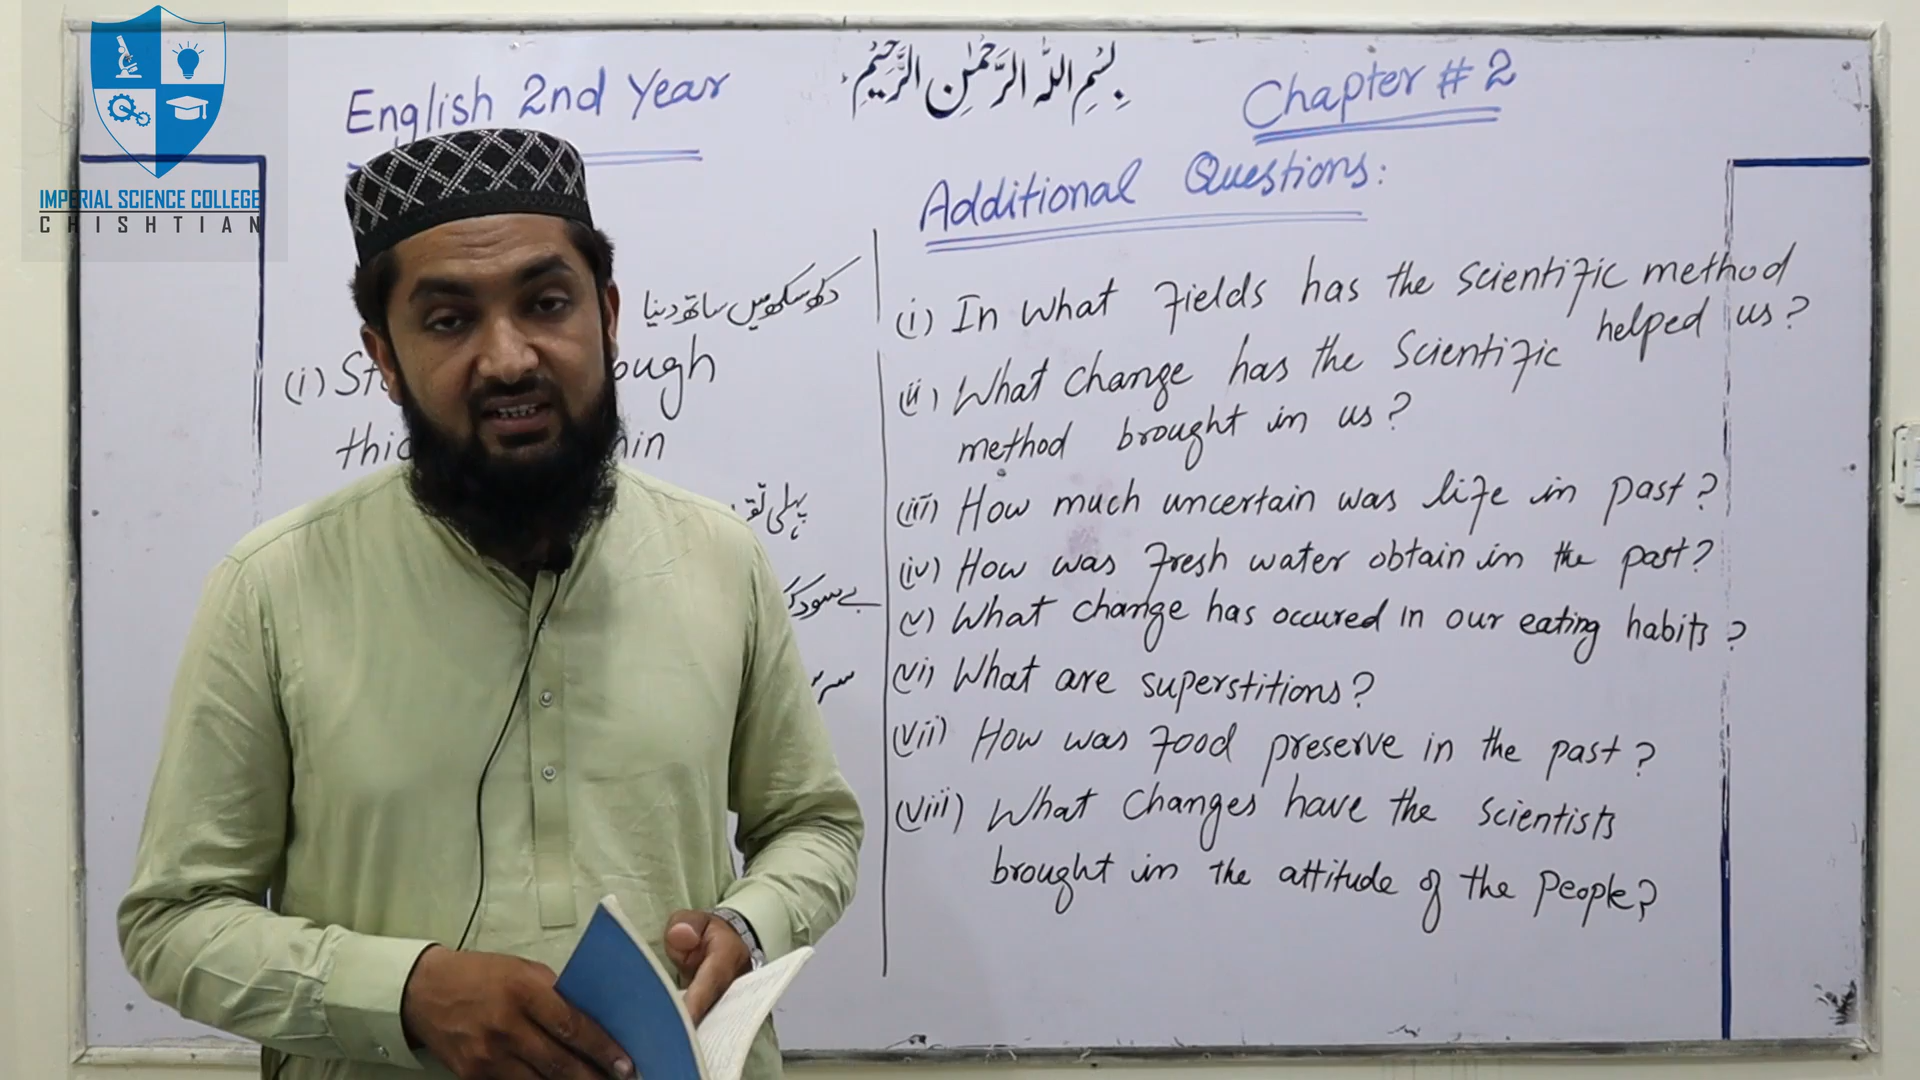 IMPERIAL SCIENCE COLLEGE
CHISHTIAN
English 2nd Year
بِسْمِ اللّٰہِ الرَّحْمٰنِ الرَّحِیْمِ
Chapter # 2
Additional Questions:
دکھ سکھ میں ساتھ دینا
(i)
پہلی
بے سود
(i) In what fields has the scientific method
helped us?
(ii) What change has the Scientific
method brought in us?
(iii) How much uncertain was life in past?
(iv) How was fresh water obtain in the past?
(v) What change has occured in our eating habits?
(vi) What are superstitions?
(vii) How was food preserve in the past?
(viii) What changes have the scientists
brought in the attitude of the people?